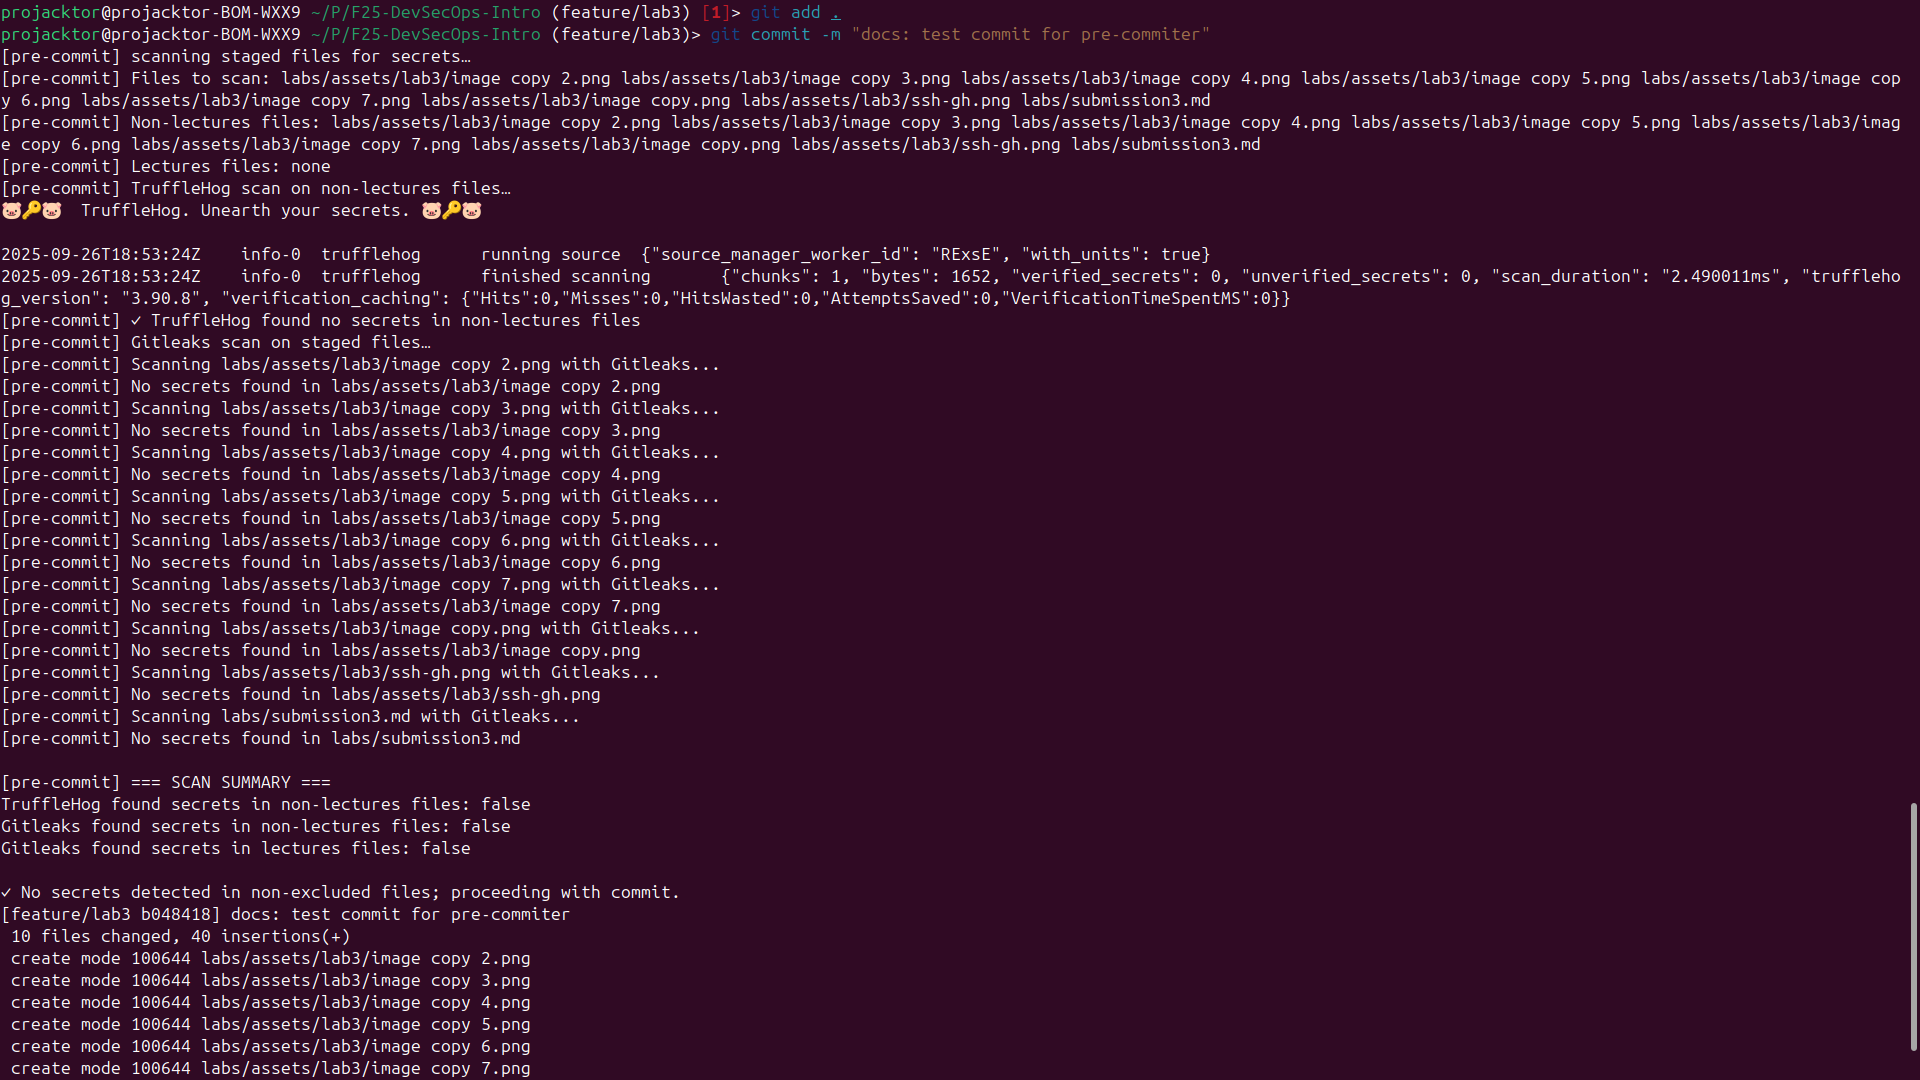 projacktor@projacktor-BOM-WXX9 ~/P/F25-DevSecOps-Intro (feature/lab3) [1]> git add .
projacktor@projacktor-BOM-WXX9 ~/P/F25-DevSecOps-Intro (feature/lab3)> git commit -m "docs: test commit for pre-commiter"
[pre-commit] scanning staged files for secrets…
[pre-commit] Files to scan: labs/assets/lab3/image copy 2.png labs/assets/lab3/image copy 3.png labs/assets/lab3/image copy 4.png labs/assets/lab3/image copy 5.png labs/assets/lab3/image cop
y 6.png labs/assets/lab3/image copy 7.png labs/assets/lab3/image copy.png labs/assets/lab3/ssh-gh.png labs/submission3.md
[pre-commit] Non-lectures files: labs/assets/lab3/image copy 2.png labs/assets/lab3/image copy 3.png labs/assets/lab3/image copy 4.png labs/assets/lab3/image copy 5.png labs/assets/lab3/imag
e copy 6.png labs/assets/lab3/image copy 7.png labs/assets/lab3/image copy.png labs/assets/lab3/ssh-gh.png labs/submission3.md
[pre-commit] Lectures files: none
[pre-commit] TruffleHog scan on non-lectures files…
🐷🔑🐷  TruffleHog. Unearth your secrets. 🐷🔑🐷
2025-09-26T18:53:24Z    info-0  trufflehog      running source  {"source_manager_worker_id": "RExsE", "with_units": true}
2025-09-26T18:53:24Z    info-0  trufflehog      finished scanning       {"chunks": 1, "bytes": 1652, "verified_secrets": 0, "unverified_secrets": 0, "scan_duration": "2.490011ms", "truffleho
g_version": "3.90.8", "verification_caching": {"Hits":0,"Misses":0,"HitsWasted":0,"AttemptsSaved":0,"VerificationTimeSpentMS":0}}
[pre-commit] ✓ TruffleHog found no secrets in non-lectures files
[pre-commit] Gitleaks scan on staged files…
[pre-commit] Scanning labs/assets/lab3/image copy 2.png with Gitleaks...
[pre-commit] No secrets found in labs/assets/lab3/image copy 2.png
[pre-commit] Scanning labs/assets/lab3/image copy 3.png with Gitleaks...
[pre-commit] No secrets found in labs/assets/lab3/image copy 3.png
[pre-commit] Scanning labs/assets/lab3/image copy 4.png with Gitleaks...
[pre-commit] No secrets found in labs/assets/lab3/image copy 4.png
[pre-commit] Scanning labs/assets/lab3/image copy 5.png with Gitleaks...
[pre-commit] No secrets found in labs/assets/lab3/image copy 5.png
[pre-commit] Scanning labs/assets/lab3/image copy 6.png with Gitleaks...
[pre-commit] No secrets found in labs/assets/lab3/image copy 6.png
[pre-commit] Scanning labs/assets/lab3/image copy 7.png with Gitleaks...
[pre-commit] No secrets found in labs/assets/lab3/image copy 7.png
[pre-commit] Scanning labs/assets/lab3/image copy.png with Gitleaks...
[pre-commit] No secrets found in labs/assets/lab3/image copy.png
[pre-commit] Scanning labs/assets/lab3/ssh-gh.png with Gitleaks...
[pre-commit] No secrets found in labs/assets/lab3/ssh-gh.png
[pre-commit] Scanning labs/submission3.md with Gitleaks...
[pre-commit] No secrets found in labs/submission3.md
[pre-commit] === SCAN SUMMARY ===
TruffleHog found secrets in non-lectures files: false
Gitleaks found secrets in non-lectures files: false
Gitleaks found secrets in lectures files: false
✓ No secrets detected in non-excluded files; proceeding with commit.
[feature/lab3 b048418] docs: test commit for pre-commiter
 10 files changed, 40 insertions(+)
 create mode 100644 labs/assets/lab3/image copy 2.png
 create mode 100644 labs/assets/lab3/image copy 3.png
 create mode 100644 labs/assets/lab3/image copy 4.png
 create mode 100644 labs/assets/lab3/image copy 5.png
 create mode 100644 labs/assets/lab3/image copy 6.png
 create mode 100644 labs/assets/lab3/image copy 7.png